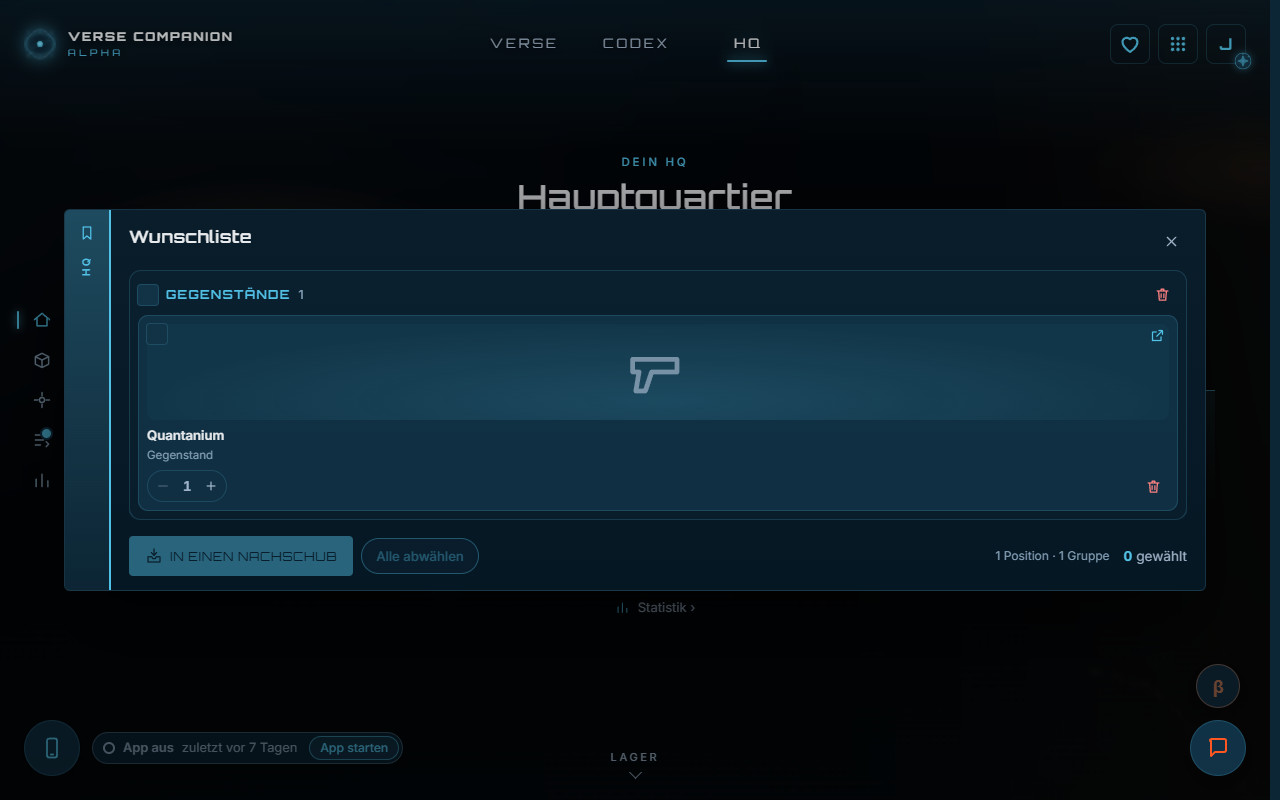 VERSE COMPANION
ALPHA
VERSE
CODEX
HQ
DEIN HQ
Hauptquartier
HQ
Wunschliste
GEGENSTÄNDE 1
Quantanium
Gegenstand
1
IN EINEN NACHSCHUB
Alle abwählen
1 Position · 1 Gruppe
0 gewählt
Statistik ›
β
App aus zuletzt vor 7 Tagen
App starten
LAGER